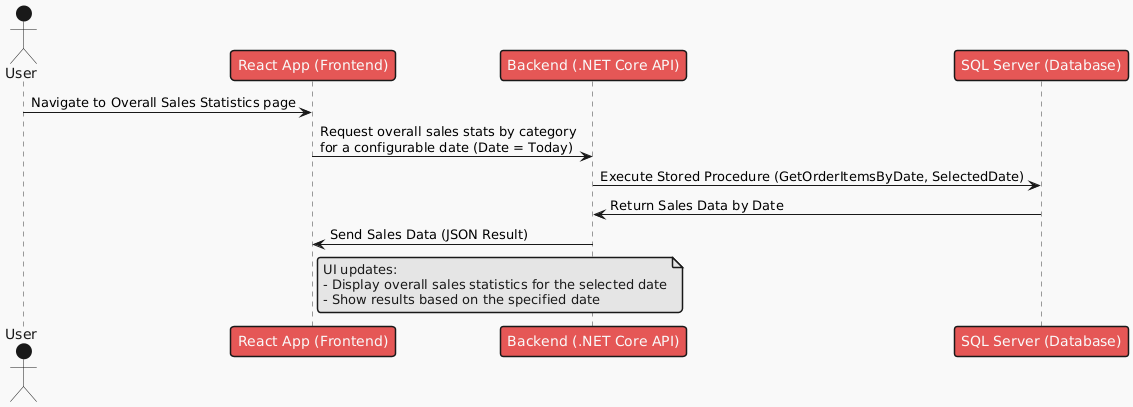 User
React App (Frontend)
Backend (.NET Core API)
SQL Server (Database)
Navigate to Overall Sales Statistics page
Request overall sales stats by category
for a configurable date (Date = Today)
Execute Stored Procedure (GetOrderItemsByDate, SelectedDate)
Return Sales Data by Date
Send Sales Data (JSON Result)
UI updates:
- Display overall sales statistics for the selected date
- Show results based on the specified date
User
React App (Frontend)
Backend (.NET Core API)
SQL Server (Database)